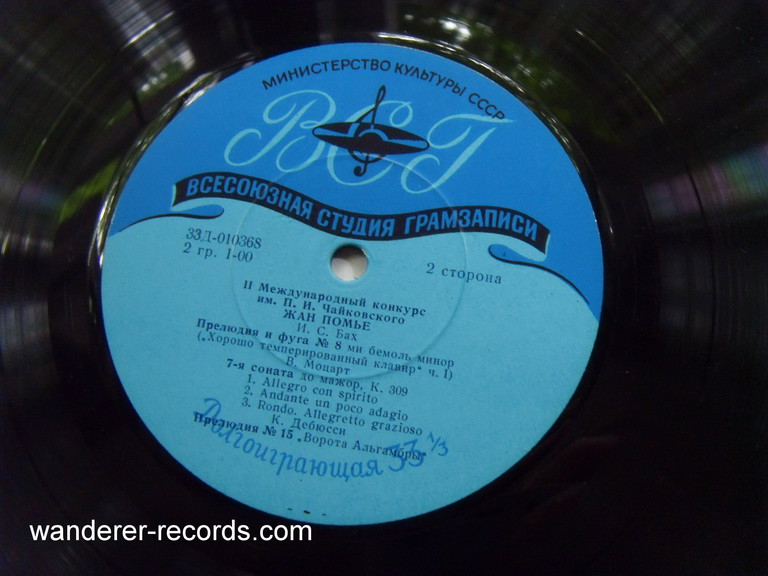 МИНИСТЕРСТВО КУЛЬТУРЫ СССР
ВСГ
ВСЕСОЮЗНАЯ СТУДИЯ ГРАМЗАПИСИ
33Д-010368
2 гр. 1-00
2 сторона
II Международный конкурс
им. П. И. Чайковского
ЖАН ПОМЬЕ
И. С. Бах
Прелюдия и фуга № 8 ми бемоль минор
(„Хорошо темперированный клавир“ ч. I)
В. Моцарт
7-я соната до мажор, К. 309
1. Allegro con spirito
2. Andante un poco adagio
3. Rondo. Allegretto grazioso
К. Дебюсси
Прелюдия № 15 „Ворота Альгамбры“
Долгоиграющая 33 1/3
wanderer-records.com